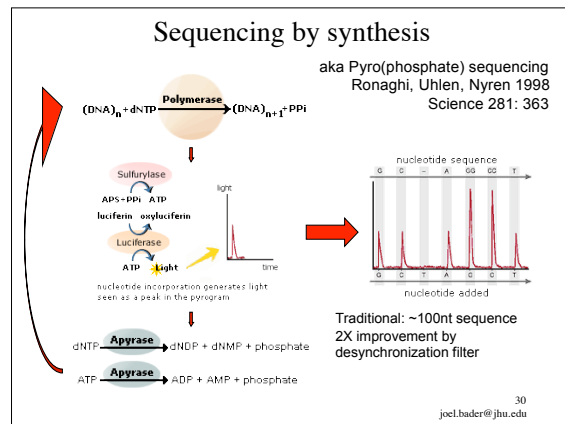 Sequencing by synthesis
aka Pyro(phosphate) sequencing
Ronaghi, Uhlen, Nyren 1998
Science 281: 363
Polymerase
(DNA)n + dNTP (DNA)n+1 + PPi
Sulfurylase
APS+PPi ATP
luciferin oxyluciferin
Luciferase
ATP Light
light
time
nucleotide incorporation generates light
seen as a peak in the pyrogram
nucleotide sequence
G C - A GG CC T
G C T A G C T
nucleotide added
Traditional: ~100nt sequence
2X improvement by
desynchronization filter
Apyrase
dNTP dNDP + dNMP + phosphate
Apyrase
ATP ADP + AMP + phosphate
30
joel.bader@jhu.edu